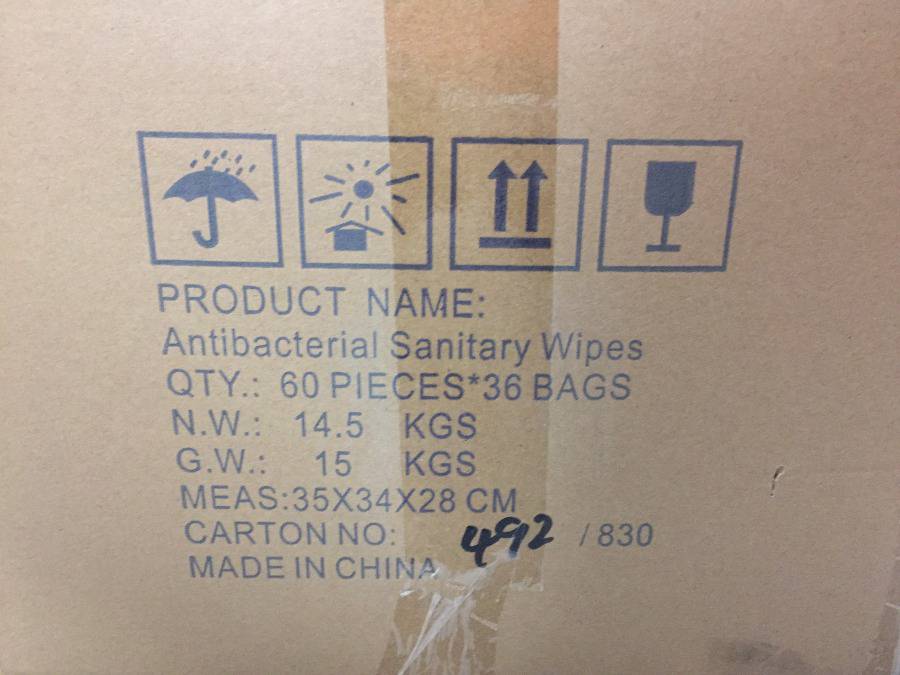 PRODUCT NAME:
Antibacterial Sanitary Wipes
QTY.: 60 PIECES*36 BAGS
N.W.: 14.5 KGS
G.W.: 15 KGS
MEAS:35X34X28 CM
CARTON NO: 492 / 830
MADE IN CHINA